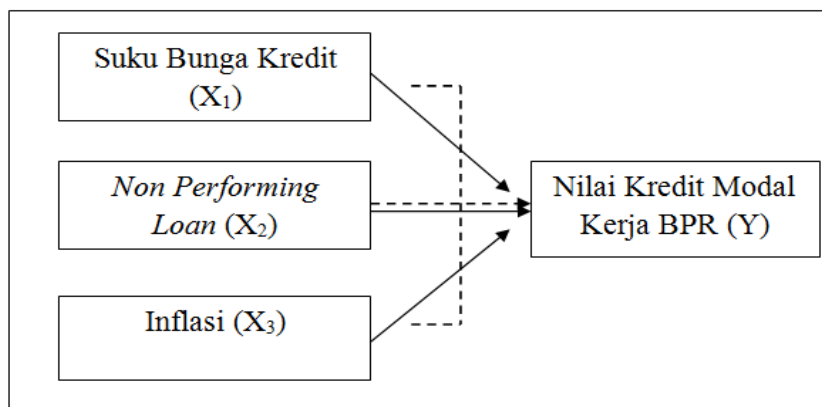 Suku Bunga Kredit
(X₁)
Non Performing
Loan (X₂)
Inflasi (X₃)
Nilai Kredit Modal
Kerja BPR (Y)